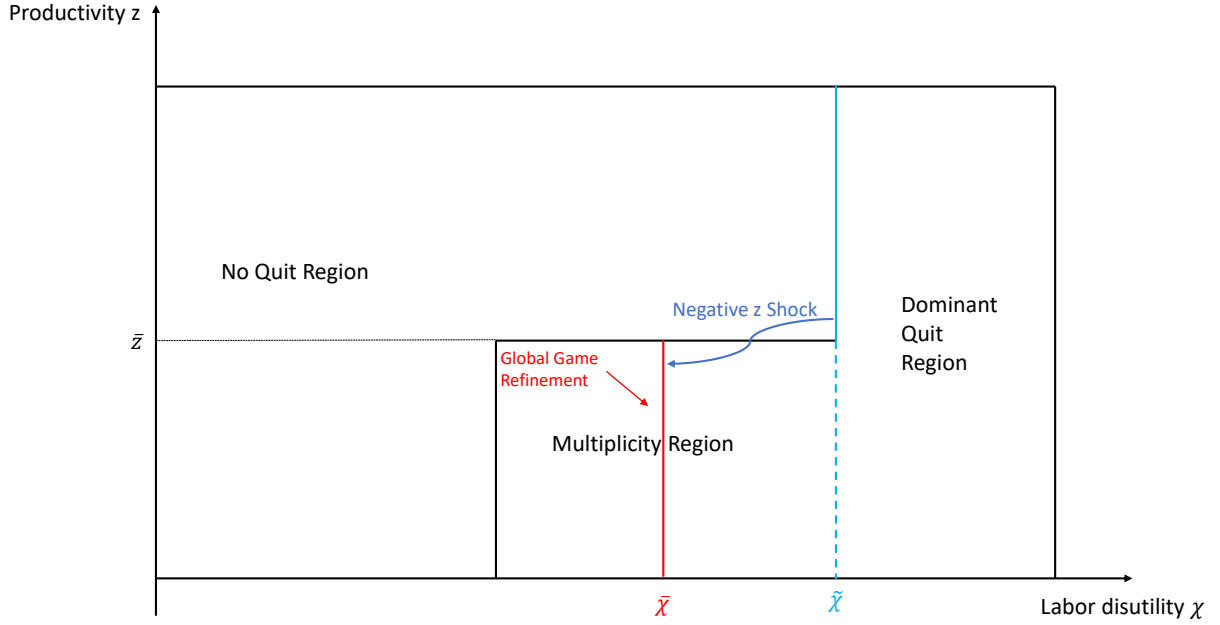 Productivity z
No Quit Region
Negative z Shock
Dominant
Quit
Region
z̄
Global Game
Refinement
Multiplicity Region
χ̄
χ̃
Labor disutility χ